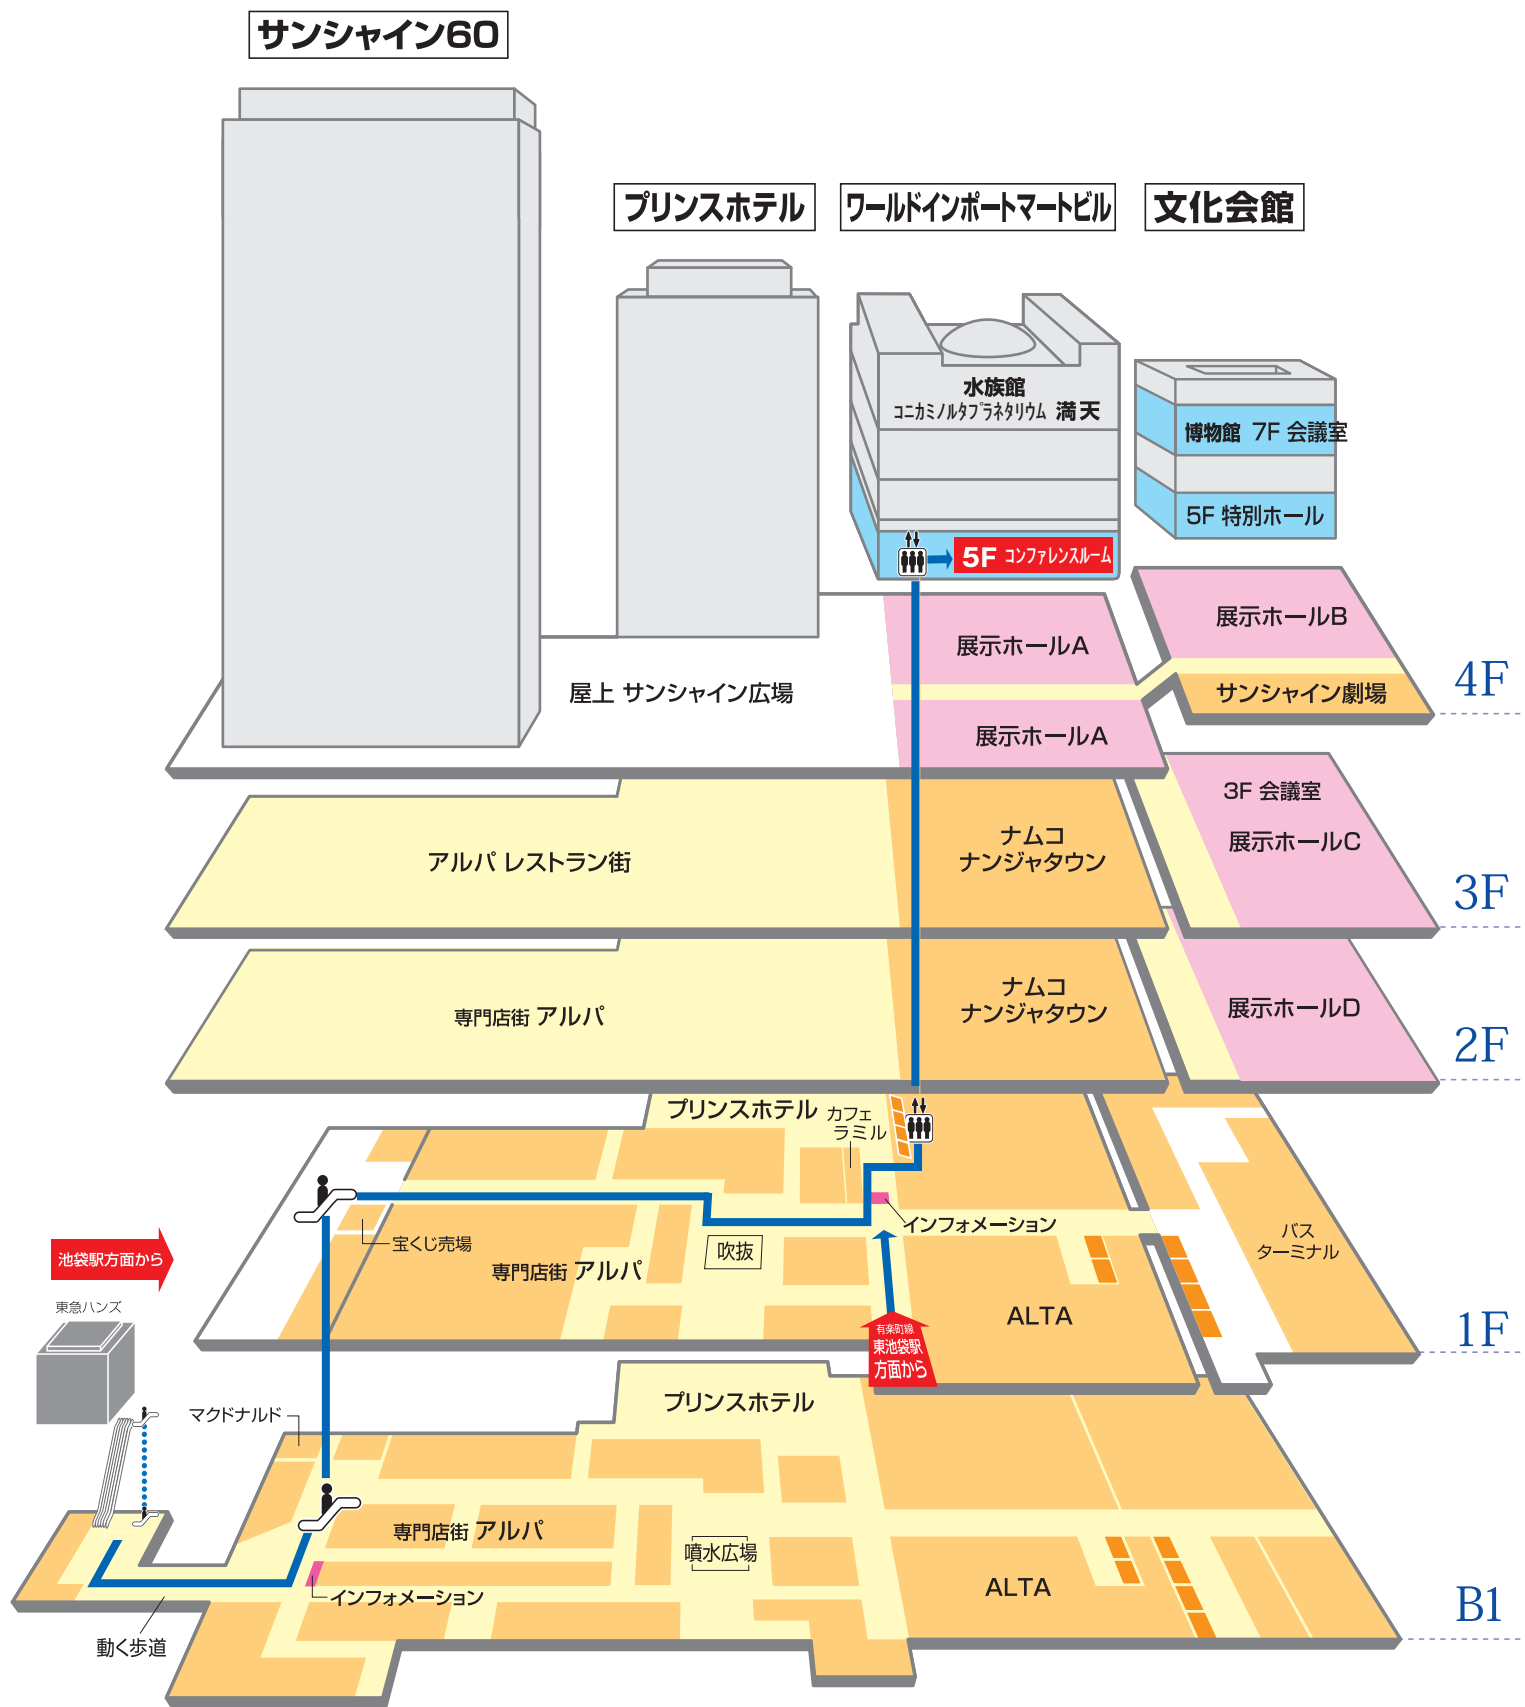 サンシャイン60
プリンスホテル
ワールドインポートマートビル
文化会館
水族館
コニカミノルタプラネタリウム 満天
博物館 7F 会議室
5F 特別ホール
5F コンファレンスルーム
展示ホールB
展示ホールA
サンシャイン劇場
4F
屋上 サンシャイン広場
展示ホールA
3F 会議室
展示ホールC
ナムコ
ナンジャタウン
アルパ レストラン街
3F
ナムコ
ナンジャタウン
展示ホールD
専門店街 アルパ
2F
プリンスホテル
カフェ
ラミル
インフォメーション
宝くじ売場
吹抜
バス
ターミナル
池袋駅方面から
専門店街 アルパ
東急ハンズ
ALTA
有楽町線
東池袋駅
方面から
1F
プリンスホテル
マクドナルド
専門店街 アルパ
噴水広場
ALTA
インフォメーション
B1
動く歩道